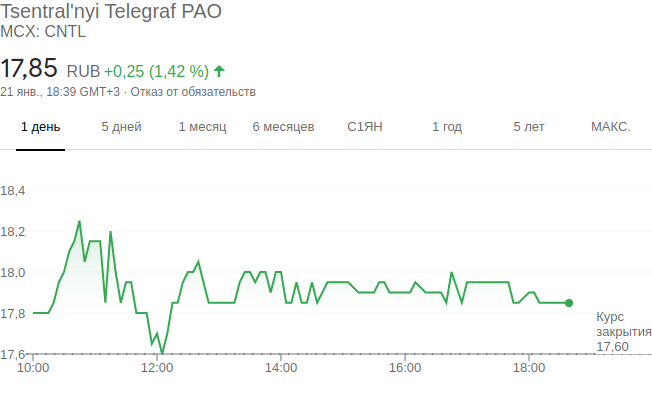 Tsentral'nyi Telegraf PAO
MCX: CNTL
17,85 RUB +0,25 (1,42 %)
21 янв., 18:39 GMT+3 · Отказ от обязательств
1 день 5 дней 1 месяц 6 месяцев С1ЯН 1 год 5 лет МАКС.
18,4
18,2
18,0
17,8
Курс
закрытия
17,60
17,6
10:00 12:00 14:00 16:00 18:00